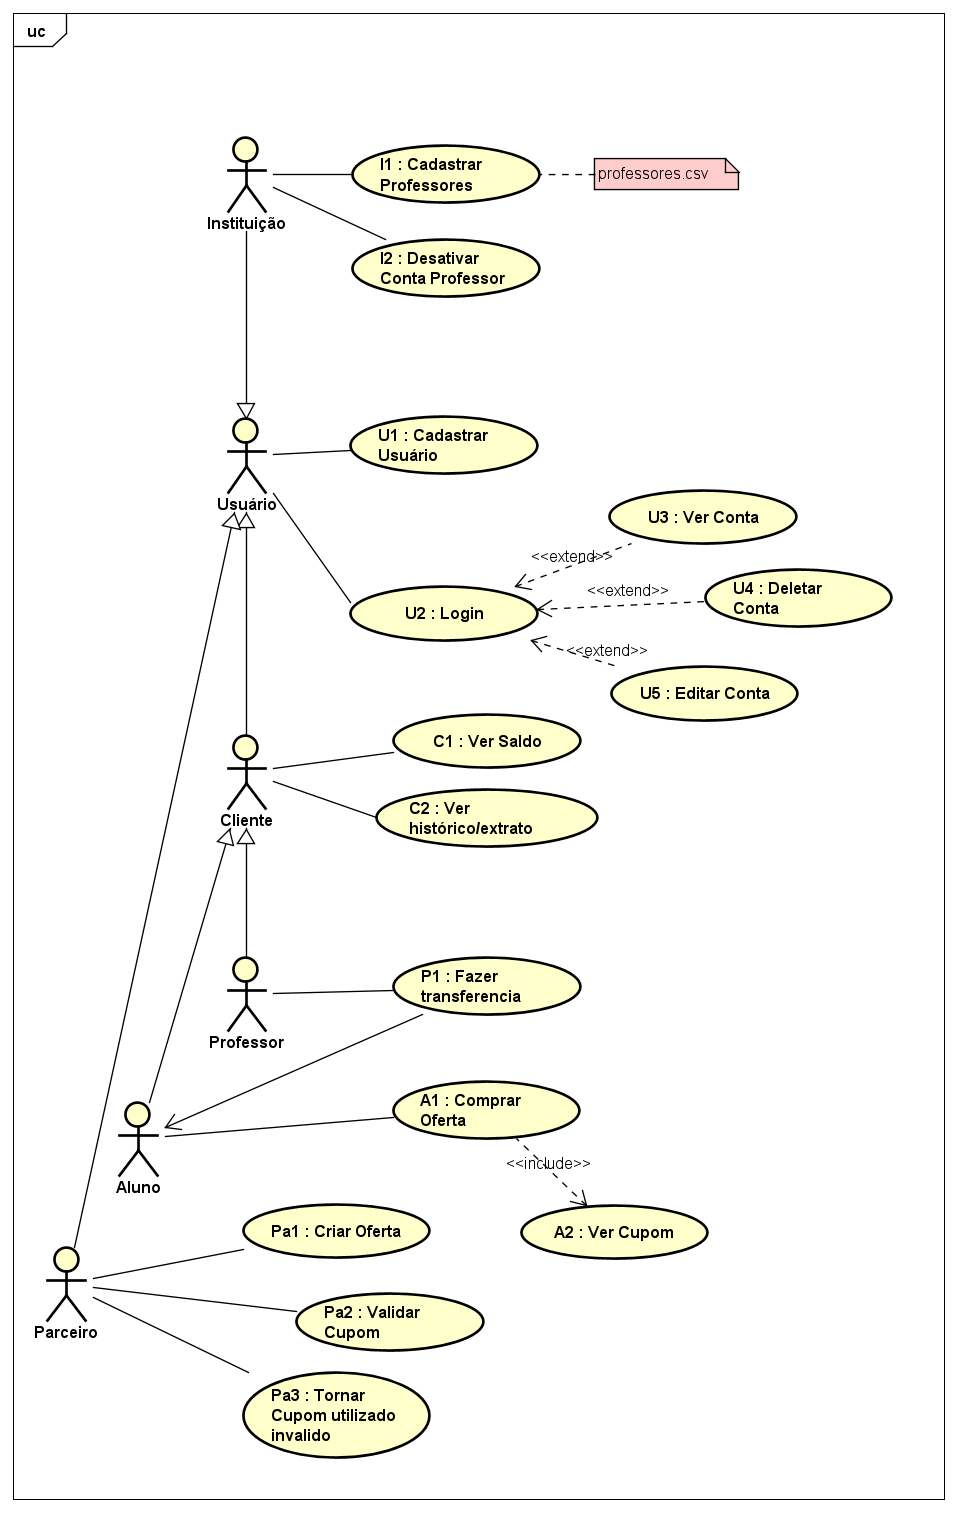 uc
I1 : Cadastrar
Professores
professores.csv
Instituição
I2 : Desativar
Conta Professor
U1 : Cadastrar
Usuário
Usuário
U3 : Ver Conta
<<extend>>
U4 : Deletar
Conta
<<extend>>
U2 : Login
<<extend>>
U5 : Editar Conta
C1 : Ver Saldo
C2 : Ver
histórico/extrato
Cliente
P1 : Fazer
transferencia
Professor
A1 : Comprar
Oferta
<<include>>
Aluno
Pa1 : Criar Oferta
A2 : Ver Cupom
Pa2 : Validar
Cupom
Parceiro
Pa3 : Tornar
Cupom utilizado
invalido